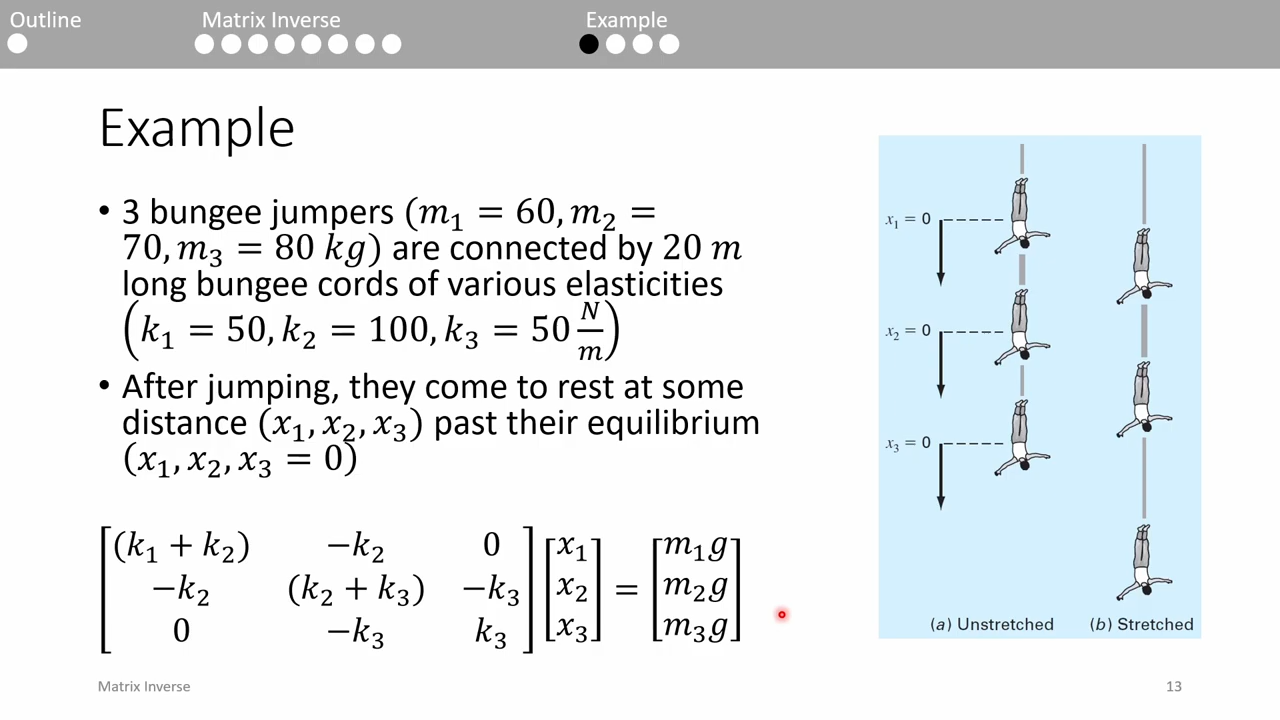 Outline
Matrix Inverse
Example
Example
• 3 bungee jumpers (m₁ = 60, m₂ =
70, m₃ = 80 kg) are connected by 20 m
long bungee cords of various elasticities
(k₁ = 50, k₂ = 100, k₃ = 50 N/m)
• After jumping, they come to rest at some
distance (x₁, x₂, x₃) past their equilibrium
(x₁, x₂, x₃ = 0)
[(k₁ + k₂) −k₂ 0] [x₁] [m₁g]
[−k₂ (k₂ + k₃) −k₃] [x₂] = [m₂g]
[0 −k₃ k₃] [x₃] [m₃g]
x₁ = 0
x₂ = 0
x₃ = 0
(a) Unstretched
(b) Stretched
Matrix Inverse
13